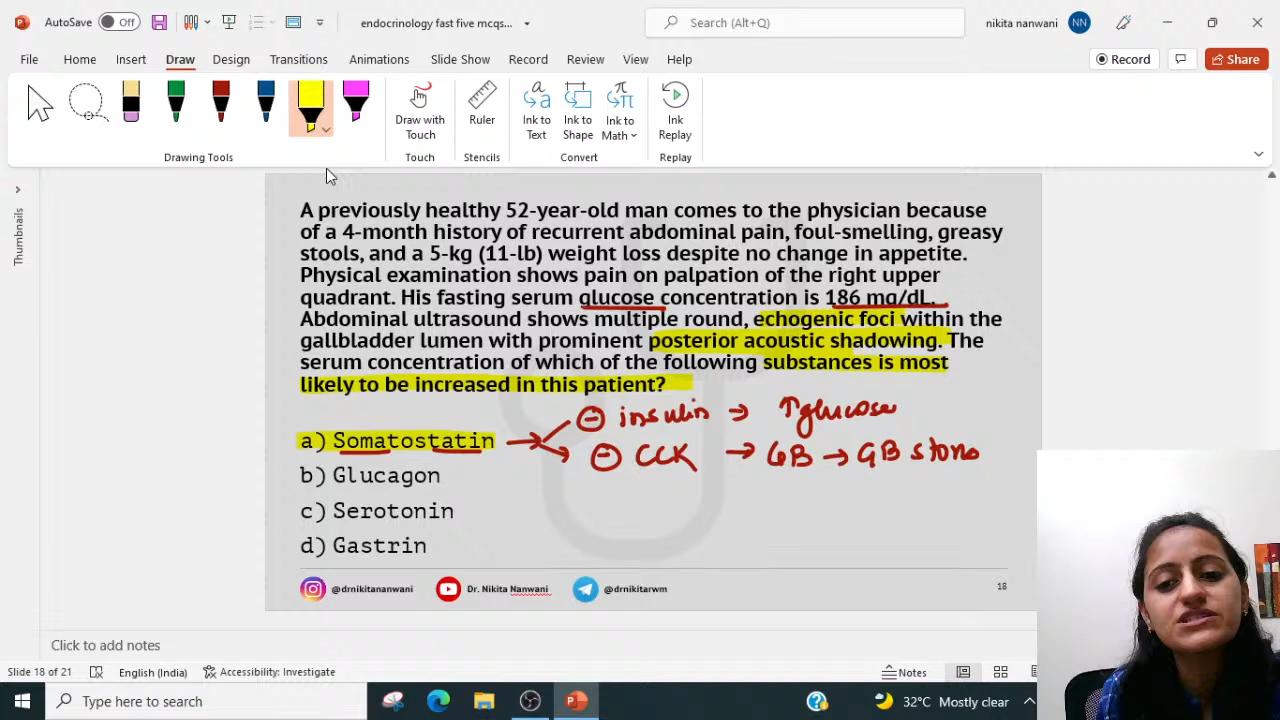 AutoSave Off endocrinology fast five mcqs... Search (Alt+Q) nikita nanwani NN
File Home Insert Draw Design Transitions Animations Slide Show Record Review View Help Record Share
Draw with Touch Ruler Ink to Text Ink to Shape Ink to Math Ink Replay
Drawing Tools Touch Stencils Convert Replay
Thumbnails
A previously healthy 52-year-old man comes to the physician because
of a 4-month history of recurrent abdominal pain, foul-smelling, greasy
stools, and a 5-kg (11-lb) weight loss despite no change in appetite.
Physical examination shows pain on palpation of the right upper
quadrant. His fasting serum glucose concentration is 186 mg/dL.
Abdominal ultrasound shows multiple round, echogenic foci within the
gallbladder lumen with prominent posterior acoustic shadowing. The
serum concentration of which of the following substances is most
likely to be increased in this patient?
⊖ insulin → ↑glucose
a) Somatostatin → ⊖ CCK → GB → GB stone
b) Glucagon
c) Serotonin
d) Gastrin
@drnikitananwani Dr. Nikita Nanwani @drnikitarwm 18
Click to add notes
Slide 18 of 21 English (India) Accessibility: Investigate Notes
Type here to search 32°C Mostly clear